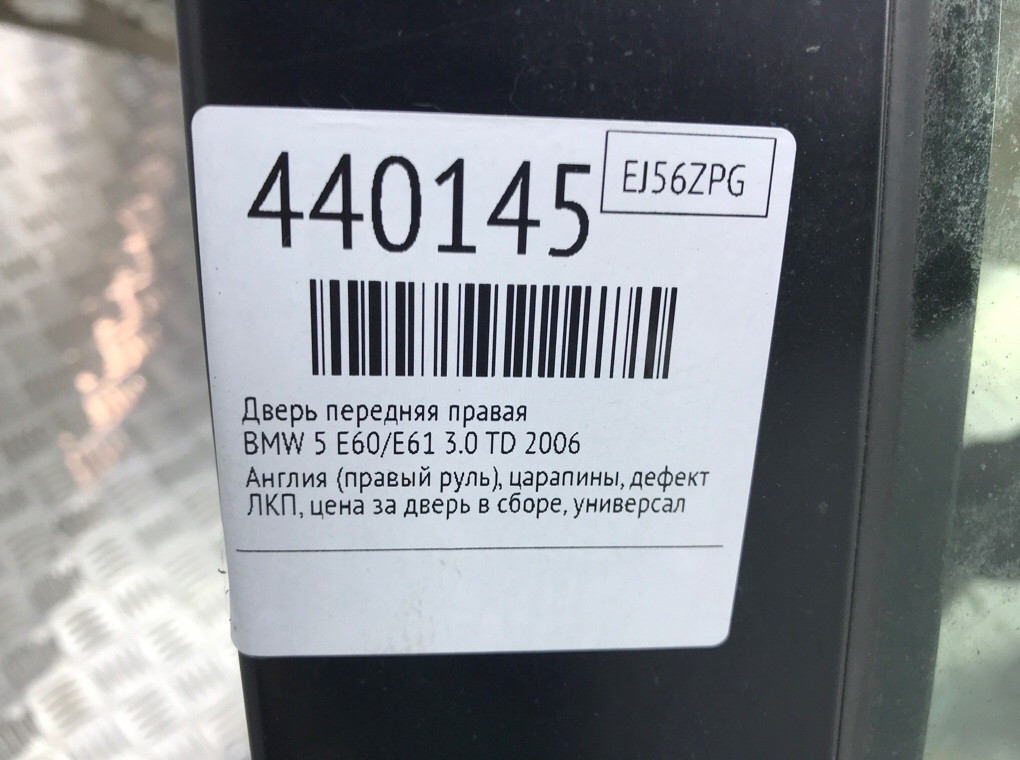 440145
EJ56ZPG
Дверь передняя правая
BMW 5 E60/E61 3.0 TD 2006
Англия (правый руль), царапины, дефект
ЛКП, цена за дверь в сборе, универсал